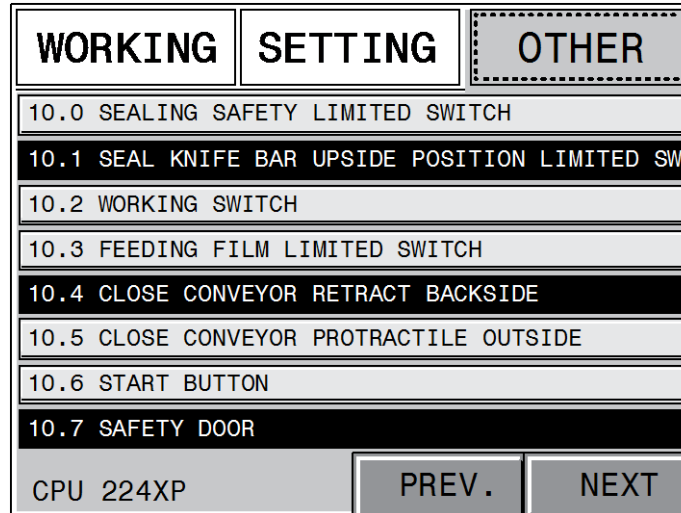 WORKING SETTING OTHER
10.0 SEALING SAFETY LIMITED SWITCH
10.1 SEAL KNIFE BAR UPSIDE POSITION LIMITED SW
10.2 WORKING SWITCH
10.3 FEEDING FILM LIMITED SWITCH
10.4 CLOSE CONVEYOR RETRACT BACKSIDE
10.5 CLOSE CONVEYOR PROTRACTILE OUTSIDE
10.6 START BUTTON
10.7 SAFETY DOOR
CPU 224XP PREV. NEXT